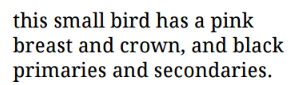 this small bird has a pink
breast and crown, and black
primaries and secondaries.